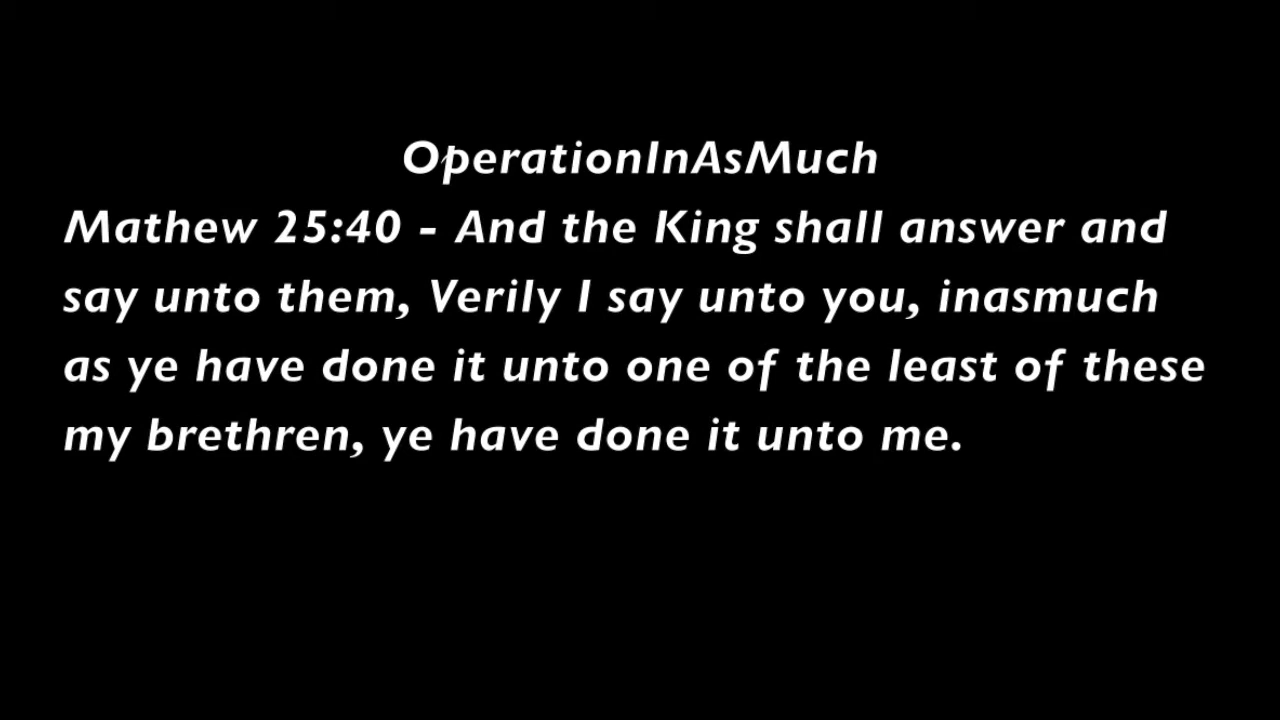 OperationInAsMuch
Mathew 25:40 - And the King shall answer and
say unto them, Verily I say unto you, inasmuch
as ye have done it unto one of the least of these
my brethren, ye have done it unto me.